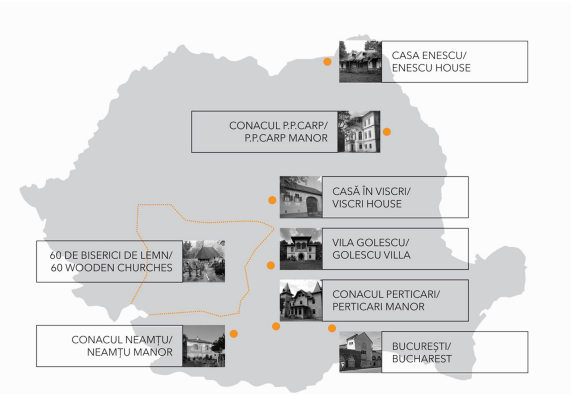 CASA ENESCU/
ENESCU HOUSE
CONACUL P.P.CARP/
P.P.CARP MANOR
CASĂ ÎN VISCRI/
VISCRI HOUSE
60 DE BISERICI DE LEMN/
60 WOODEN CHURCHES
VILA GOLESCU/
GOLESCU VILLA
CONACUL PERTICARI/
PERTICARI MANOR
CONACUL NEAMȚU/
NEAMȚU MANOR
BUCUREȘTI/
BUCHAREST